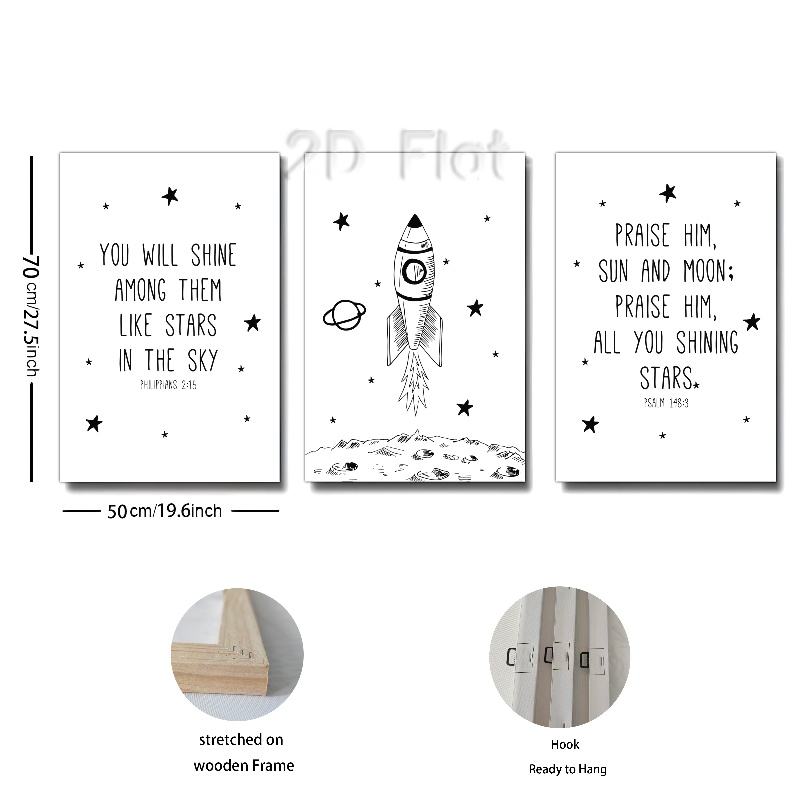 2D Flat
YOU WILL SHINE
AMONG THEM
LIKE STARS
IN THE SKY
PHILIPPIANS 2:15
PRAISE HIM,
SUN AND MOON;
PRAISE HIM,
ALL YOU SHINING
STARS.
PSALM 148:3
70 cm/27.5inch
50 cm/19.6inch
stretched on
wooden Frame
Hook
Ready to Hang